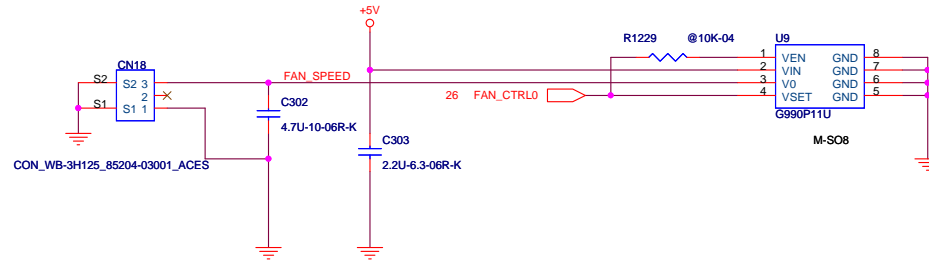 +5V
R1229 @10K-04 U9
CN18
1 VEN GND 8
2 VIN GND 7
3 V0 GND 6
4 VSET GND 5
S2 S2 3 FAN_SPEED
2
S1 S1 1
C302
4.7U-10-06R-K
26 FAN_CTRL0
G990P11U
M-SO8
C303
2.2U-6.3-06R-K
CON_WB-3H125_85204-03001_ACES